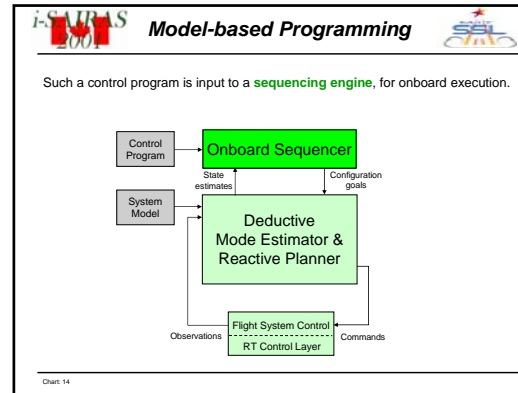 i-SAIRAS
2001
Model-based Programming
SSL
Such a control program is input to a sequencing engine, for onboard execution.
Control
Program
Onboard Sequencer
State
estimates
Configuration
goals
System
Model
Deductive
Mode Estimator &
Reactive Planner
Observations
Flight System Control
RT Control Layer
Commands
Chart: 14